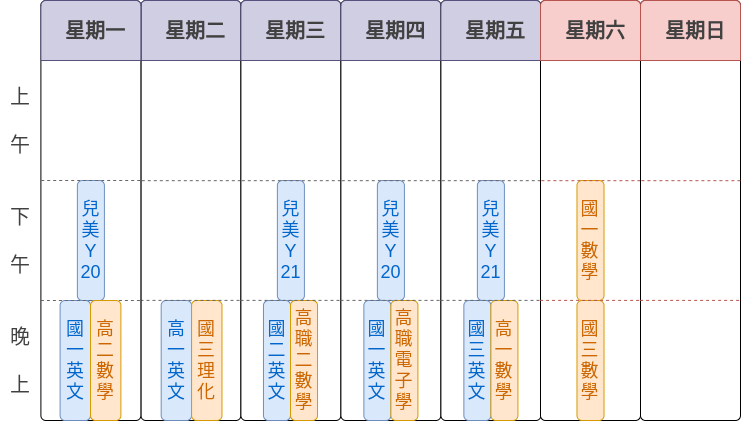 星期一 星期二 星期三 星期四 星期五 星期六 星期日
上午
兒美Y20
兒美Y21
兒美Y20
兒美Y21
國一數學
下午
國一英文
高二數學
高一英文
國三理化
國二英文
高職二數學
國一英文
高職電子學
國三英文
高一數學
國三數學
晚上